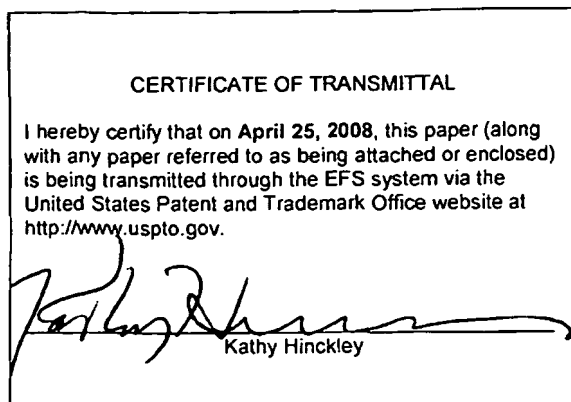 CERTIFICATE OF TRANSMITTAL
I hereby certify that on April 25, 2008, this paper (along
with any paper referred to as being attached or enclosed)
is being transmitted through the EFS system via the
United States Patent and Trademark Office website at
http://www.uspto.gov.
Kathy Hinckley
Kathy Hinckley